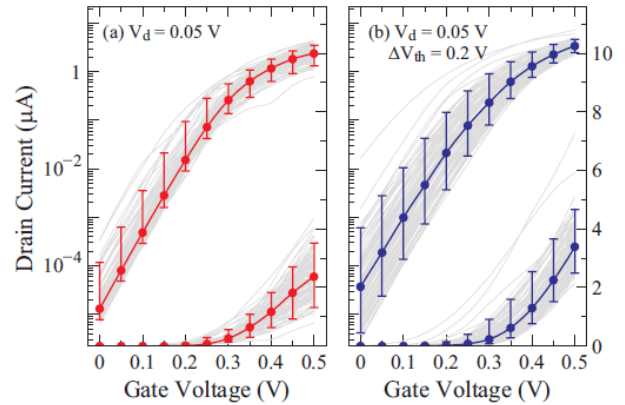 (a) V_d = 0.05 V
(b) V_d = 0.05 V
ΔV_th = 0.2 V
Drain Current (μA)
1
10^-2
10^-4
10
8
6
4
2
0
0 0.1 0.2 0.3 0.4 0.5
0 0.1 0.2 0.3 0.4 0.5
Gate Voltage (V)
Gate Voltage (V)